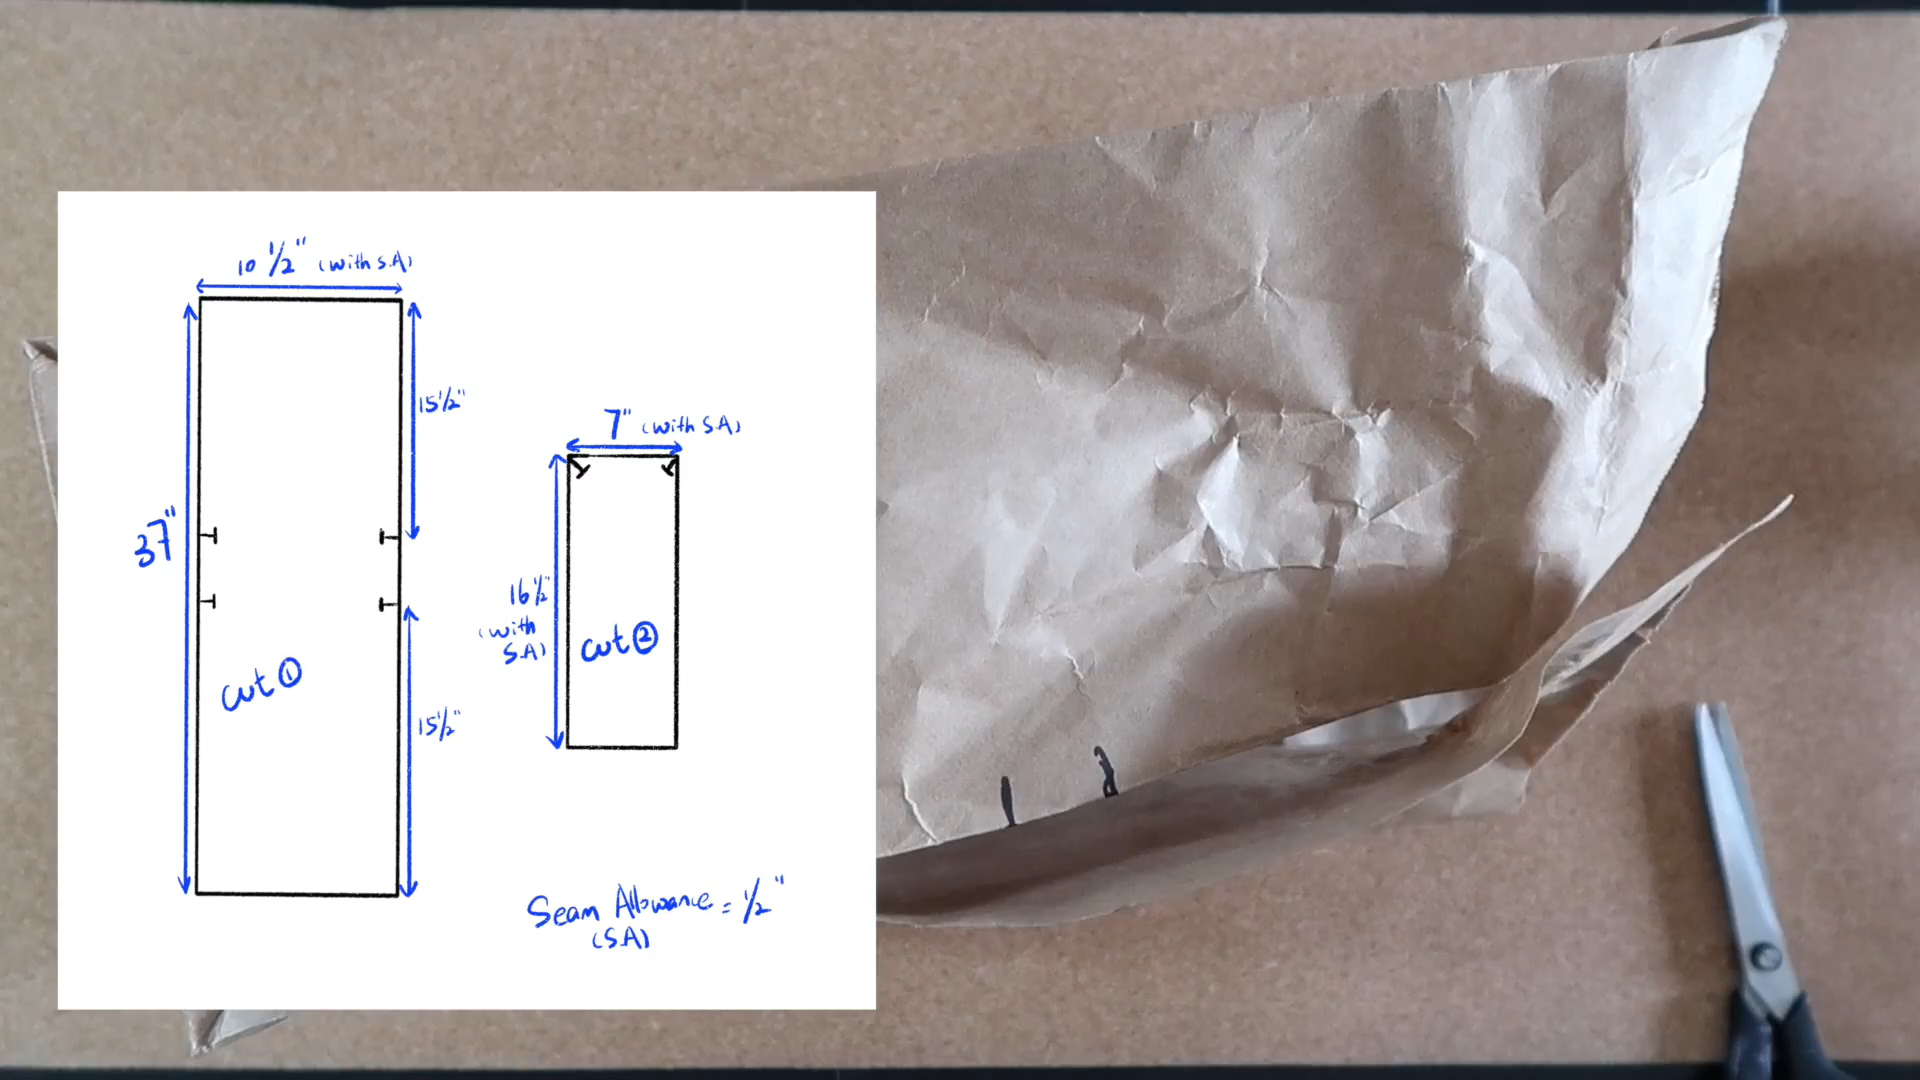 10 1/2" (with S.A)
15 1/2"
37"
cut ①
15 1/2"
7" (with S.A)
16 1/2"
(with
S.A)
cut ②
Seam Allowance = 1/2"
(S.A)